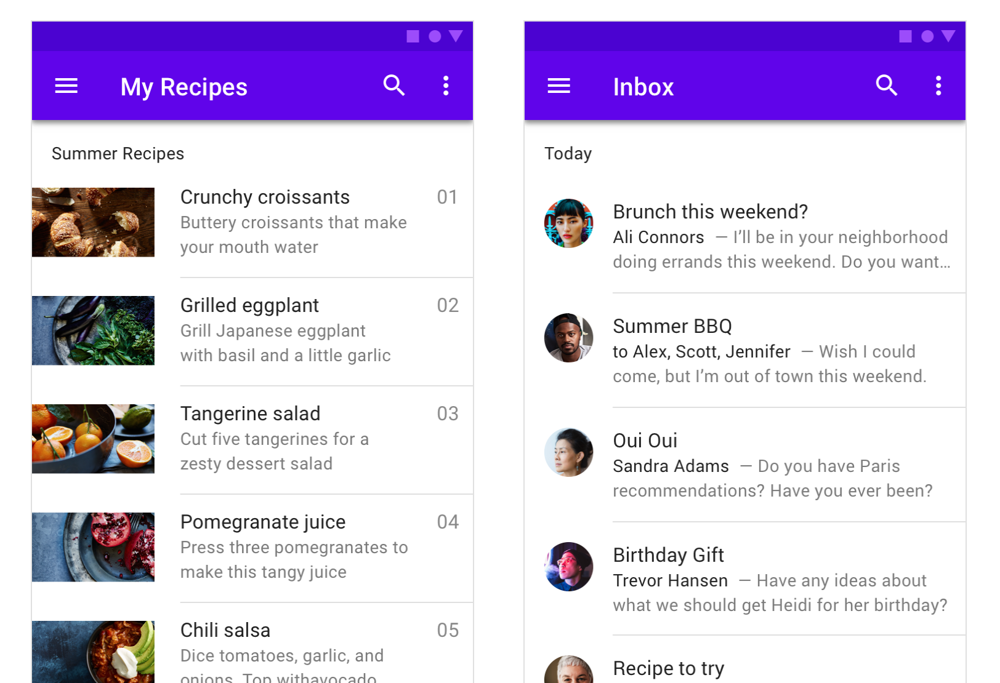 My Recipes
Summer Recipes
Crunchy croissants
01
Buttery croissants that make
your mouth water
Grilled eggplant
02
Grill Japanese eggplant
with basil and a little garlic
Tangerine salad
03
Cut five tangerines for a
zesty dessert salad
Pomegranate juice
04
Press three pomegranates to
make this tangy juice
Chili salsa
05
Dice tomatoes, garlic, and
onions. Top withavocado
Inbox
Today
Brunch this weekend?
Ali Connors — I’ll be in your neighborhood
doing errands this weekend. Do you want…
Summer BBQ
to Alex, Scott, Jennifer — Wish I could
come, but I’m out of town this weekend.
Oui Oui
Sandra Adams — Do you have Paris
recommendations? Have you ever been?
Birthday Gift
Trevor Hansen — Have any ideas about
what we should get Heidi for her birthday?
Recipe to try